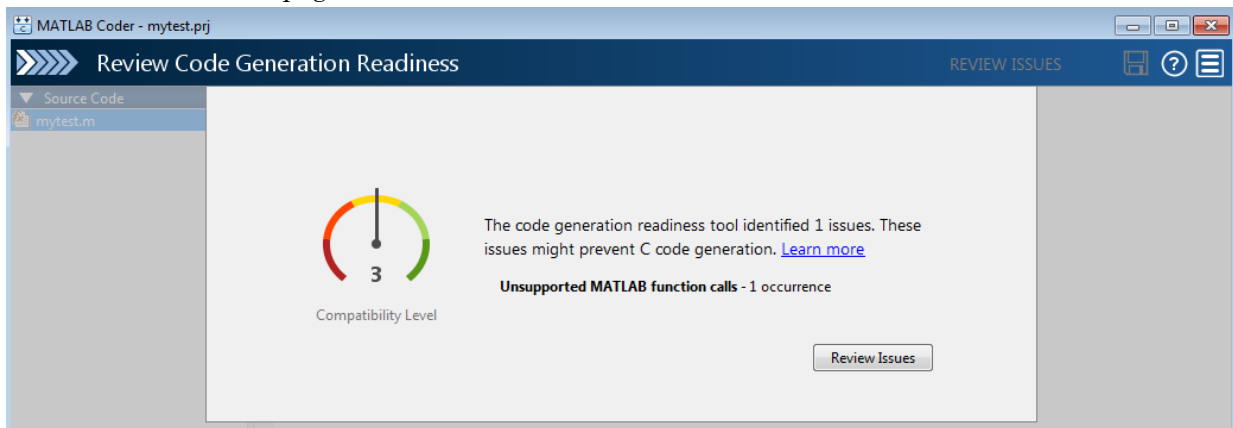 MATLAB Coder - mytest.prj
Review Code Generation Readiness
REVIEW ISSUES
Source Code
mytest.m
The code generation readiness tool identified 1 issues. These
issues might prevent C code generation. Learn more
3
Unsupported MATLAB function calls - 1 occurrence
Compatibility Level
Review Issues